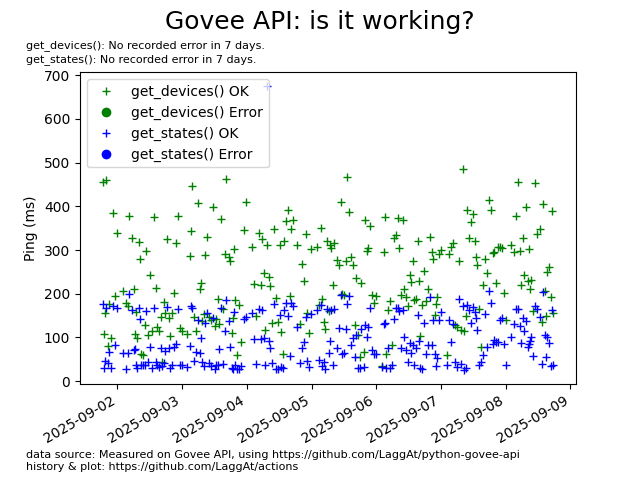 Govee API: is it working?
get_devices(): No recorded error in 7 days.
get_states(): No recorded error in 7 days.
700
600
500
400
300
200
100
0
Ping (ms)
get_devices() OK
get_devices() Error
get_states() OK
get_states() Error
2025-09-02
2025-09-03
2025-09-04
2025-09-05
2025-09-06
2025-09-07
2025-09-08
2025-09-09
data source: Measured on Govee API, using https://github.com/LaggAt/python-govee-api
history & plot: https://github.com/LaggAt/actions